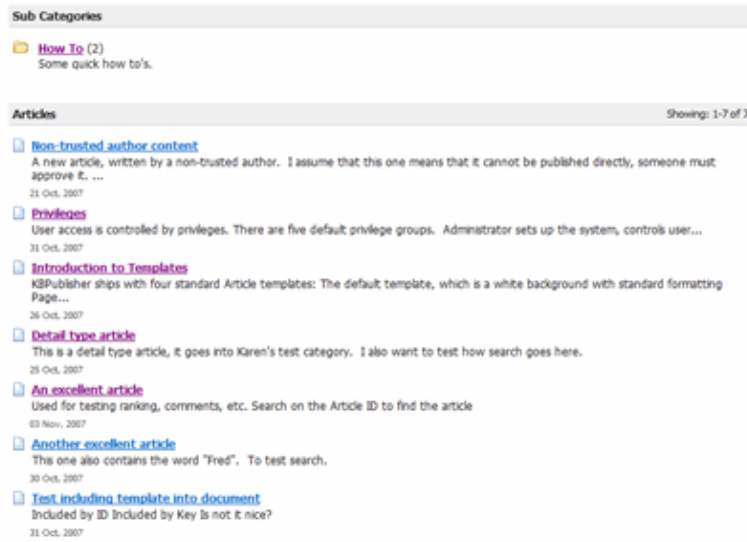 Sub Categories
How To (2)
Some quick how to's.
Articles
Showing: 1-7 of 7
Non-trusted author content
A new article, written by a non-trusted author. I assume that this one means that it cannot be published directly, someone must
approve it. ...
21 Oct, 2007
Privileges
User access is controlled by privileges. There are five default privilege groups. Administrator sets up the system, controls user...
31 Oct, 2007
Introduction to Templates
KBPublisher ships with four standard Article templates: The default template, which is a white background with standard formatting
Page...
26 Oct, 2007
Detail type article
This is a detail type article, it goes into Karen's test category. I also want to test how search goes here.
25 Oct, 2007
An excellent article
Used for testing ranking, comments, etc. Search on the Article ID to find the article
03 Nov, 2007
Another excellent article
This one also contains the word "Fred". To test search.
30 Oct, 2007
Test including template into document
Included by ID Included by Key Is not it nice?
31 Oct, 2007